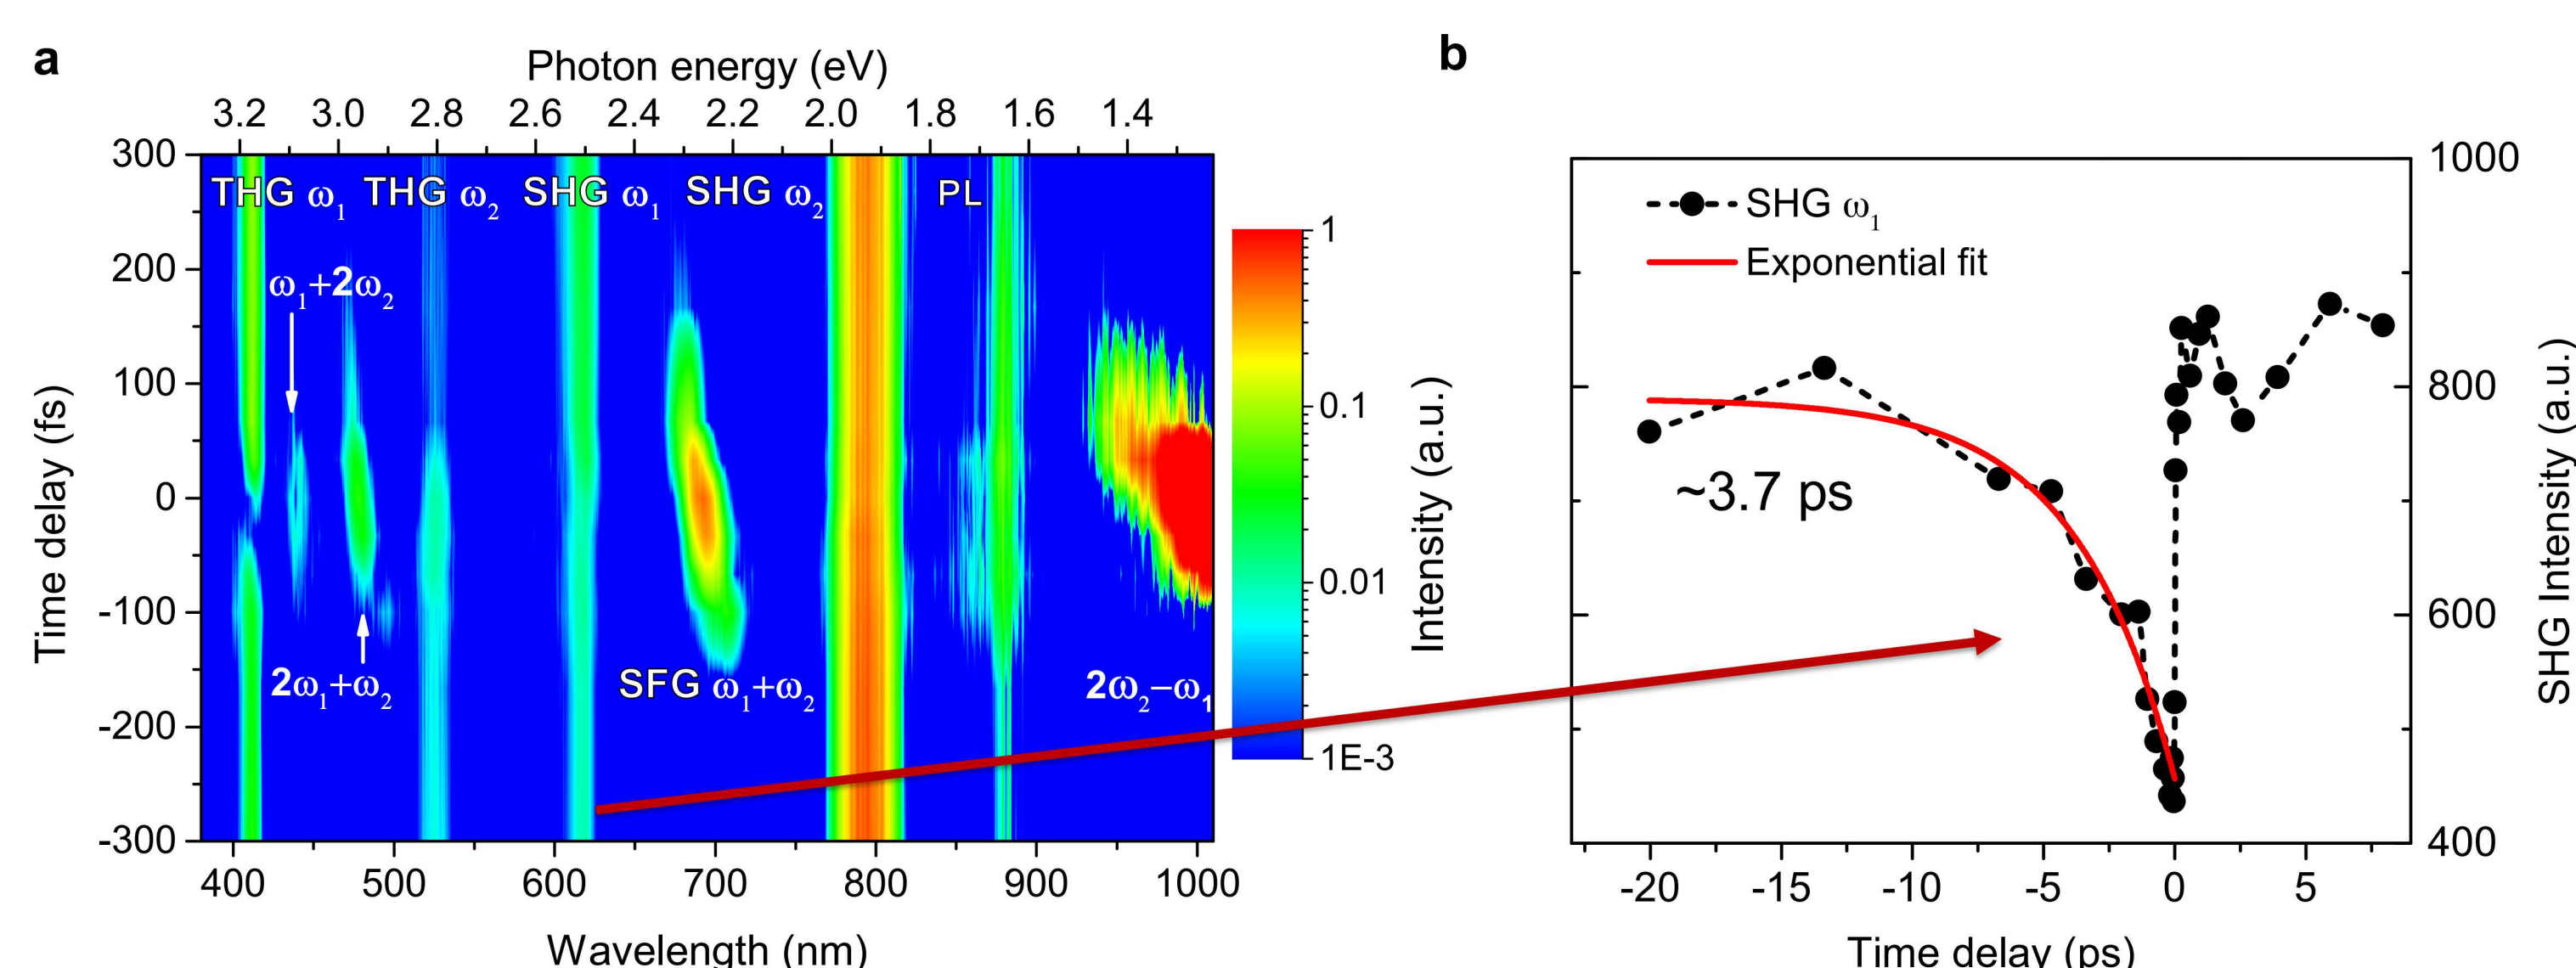 a
Photon energy (eV)
3.2 3.0 2.8 2.6 2.4 2.2 2.0 1.8 1.6 1.4
300
200
100
0
-100
-200
-300
Time delay (fs)
THG ω₁ THG ω₂ SHG ω₁ SHG ω₂ PL
ω₁+2ω₂
2ω₁+ω₂
SFG ω₁+ω₂
2ω₂−ω₁
400 500 600 700 800 900 1000
Wavelength (nm)
1
0.1
0.01
1E-3
Intensity (a.u.)
b
SHG ω₁
Exponential fit
~3.7 ps
1000
800
600
400
SHG Intensity (a.u.)
-20 -15 -10 -5 0 5
Time delay (ps)